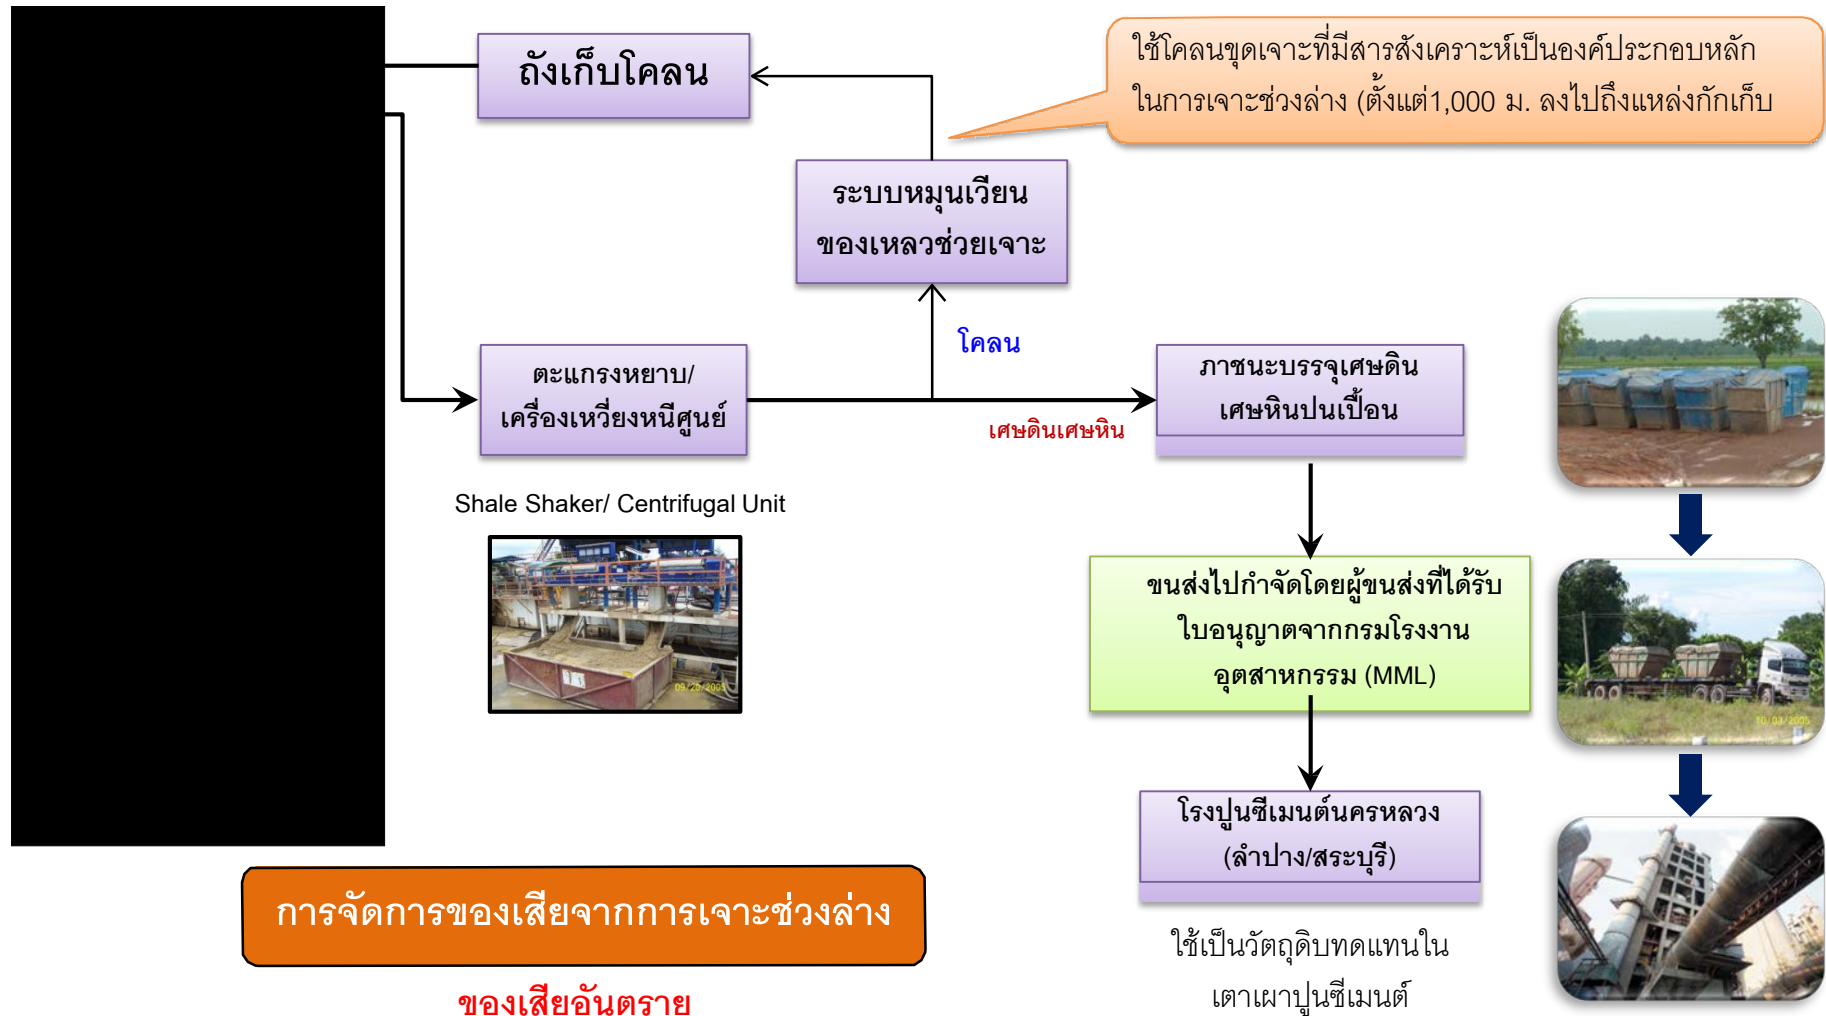 ถังเก็บโคลน
ใช้โคลนขุดเจาะที่มีสารสังเคราะห์เป็นองค์ประกอบหลัก
ในการเจาะช่วงล่าง (ตั้งแต่1,000 ม. ลงไปถึงแหล่งกักเก็บ
ระบบหมุนเวียน
ของเหลวช่วยเจาะ
โคลน
ตะแกรงหยาบ/
เครื่องเหวี่ยงหนีศูนย์
ภาชนะบรรจุเศษดิน
เศษหินปนเปื้อน
เศษดินเศษหิน
Shale Shaker/ Centrifugal Unit
09/20/2005
ขนส่งไปกำจัดโดยผู้ขนส่งที่ได้รับ
ใบอนุญาตจากกรมโรงงาน
อุตสาหกรรม (MML)
10/03/2005
โรงปูนซีเมนต์นครหลวง
(ลำปาง/สระบุรี)
ใช้เป็นวัตถุดิบทดแทนใน
เตาเผาปูนซีเมนต์
การจัดการของเสียจากการเจาะช่วงล่าง
ของเสียอันตราย